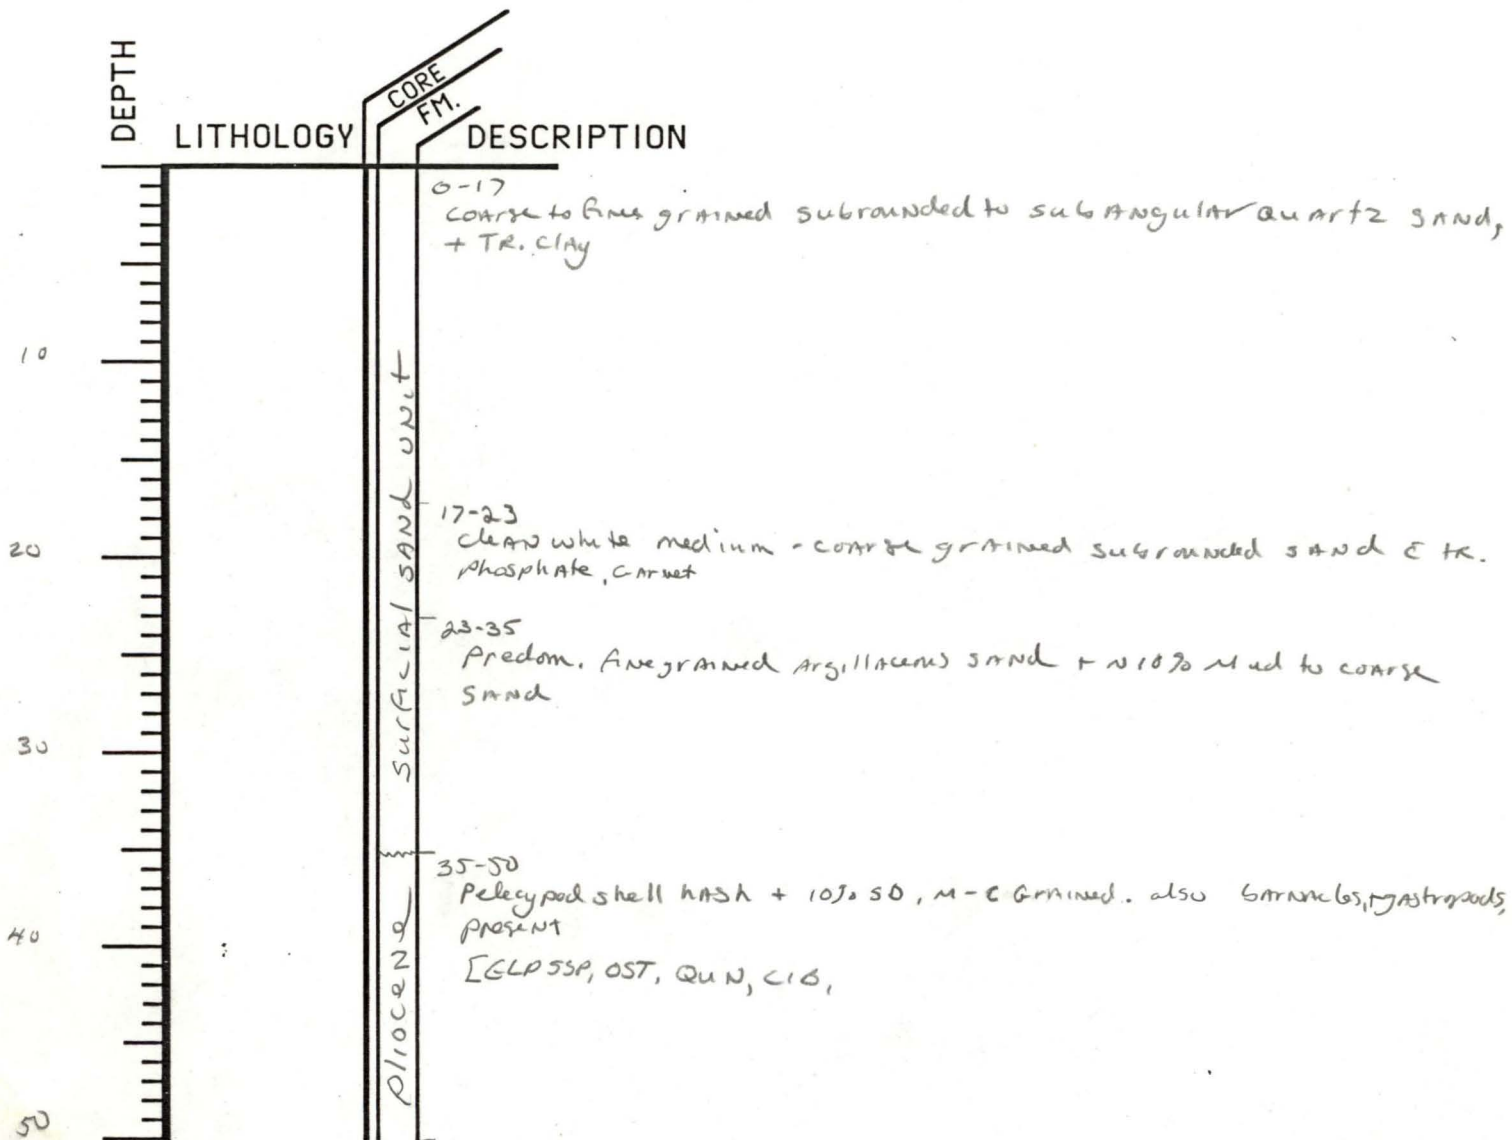 DEPTH
LITHOLOGY
CORE
FM.
DESCRIPTION
0-17
Coarse to fine grained subrounded to subangular quartz sand,
+ TR. clay
10
Surficial Sand Unit
17-23
Clean white medium - coarse grained subrounded sand c̄ tr.
phosphate, garnet
20
23-35
Predom. fine grained argillaceous sand + ~10% Med to coarse
sand
30
35-50
Pelecypod shell hash + 10% SD, M-C Grained. also barnacles, gastropods,
present
40
[ELPSSP, OST, QUN, CIB,
Pliocene
50